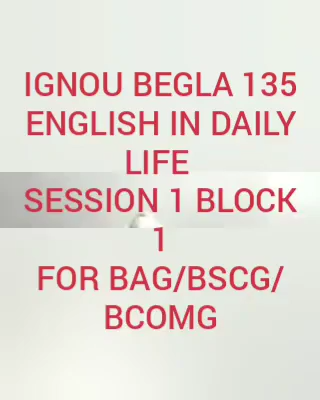 IGNOU BEGLA 135
ENGLISH IN DAILY
LIFE
SESSION 1 BLOCK
1
FOR BAG/BSCG/
BCOMG